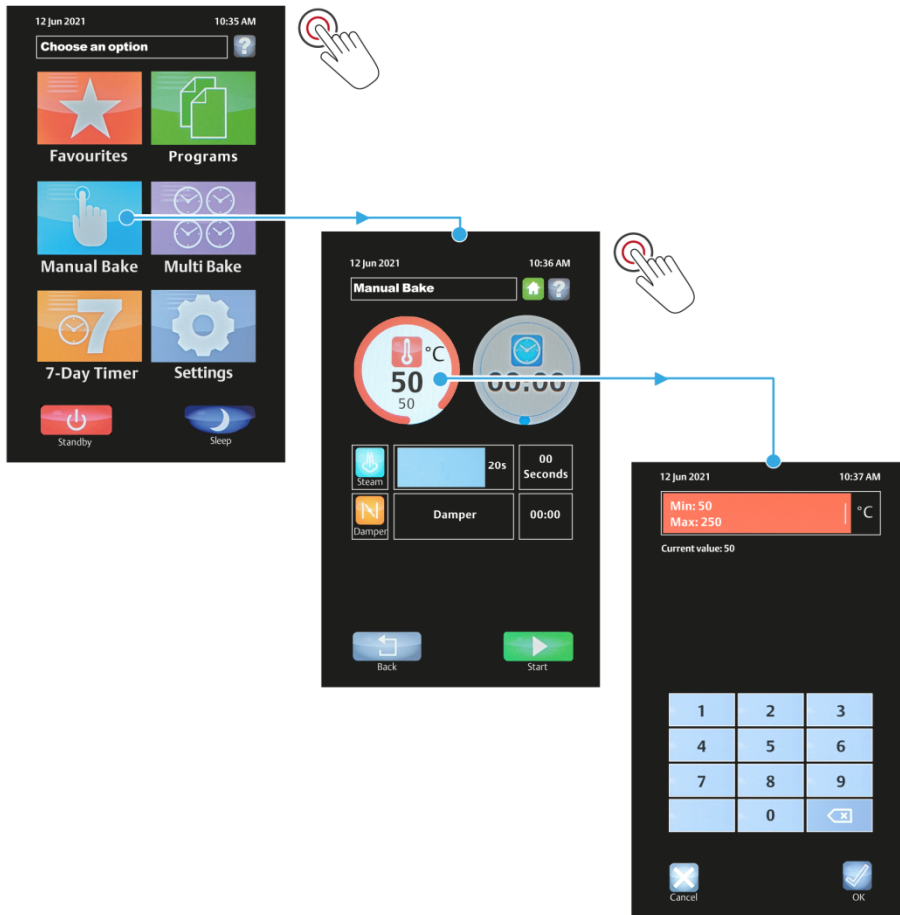 12 Jun 2021 10:35 AM
Choose an option ?
Favourites Programs
Manual Bake Multi Bake
7
7-Day Timer Settings
Standby Sleep
12 Jun 2021 10:36 AM
Manual Bake ?
°C
50 00:00
50
20s 00
Seconds
Steam
Damper 00:00
Damper
Back Start
12 Jun 2021 10:37 AM
Min: 50 °C
Max: 250
Current value: 50
1 2 3
4 5 6
7 8 9
0
Cancel OK